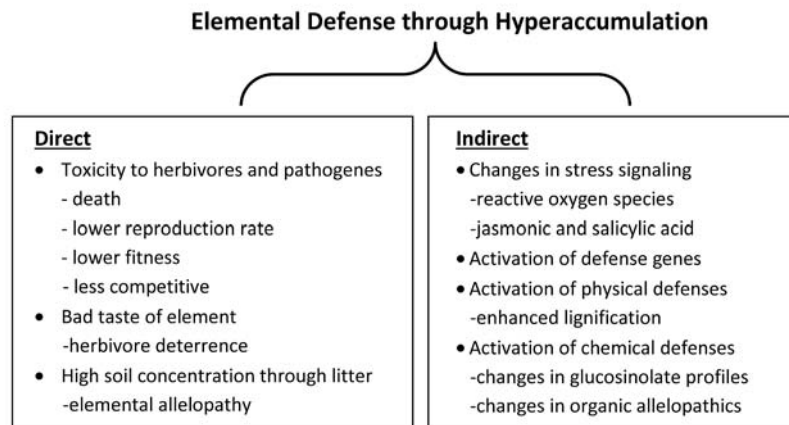 Elemental Defense through Hyperaccumulation
Direct
• Toxicity to herbivores and pathogenes
- death
- lower reproduction rate
- lower fitness
- less competitive
• Bad taste of element
-herbivore deterrence
• High soil concentration through litter
-elemental allelopathy
Indirect
• Changes in stress signaling
-reactive oxygen species
-jasmonic and salicylic acid
• Activation of defense genes
• Activation of physical defenses
-enhanced lignification
• Activation of chemical defenses
-changes in glucosinolate profiles
-changes in organic allelopathics